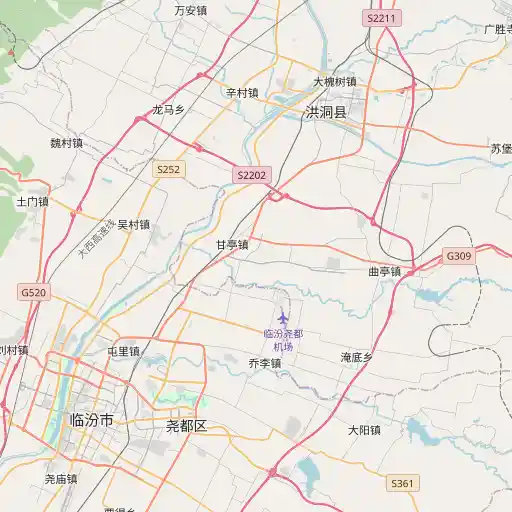 万安镇
S2211
广胜寺
大槐树镇
辛村镇
龙马乡
洪洞县
魏村镇
苏堡
S252
S2202
土门镇
吴村镇
大西高速线
甘亭镇
G309
曲亭镇
G520
临汾尧都
机场
刘村镇
屯里镇
乔李镇
淹底乡
临汾市
尧都区
大阳镇
尧庙镇
S361